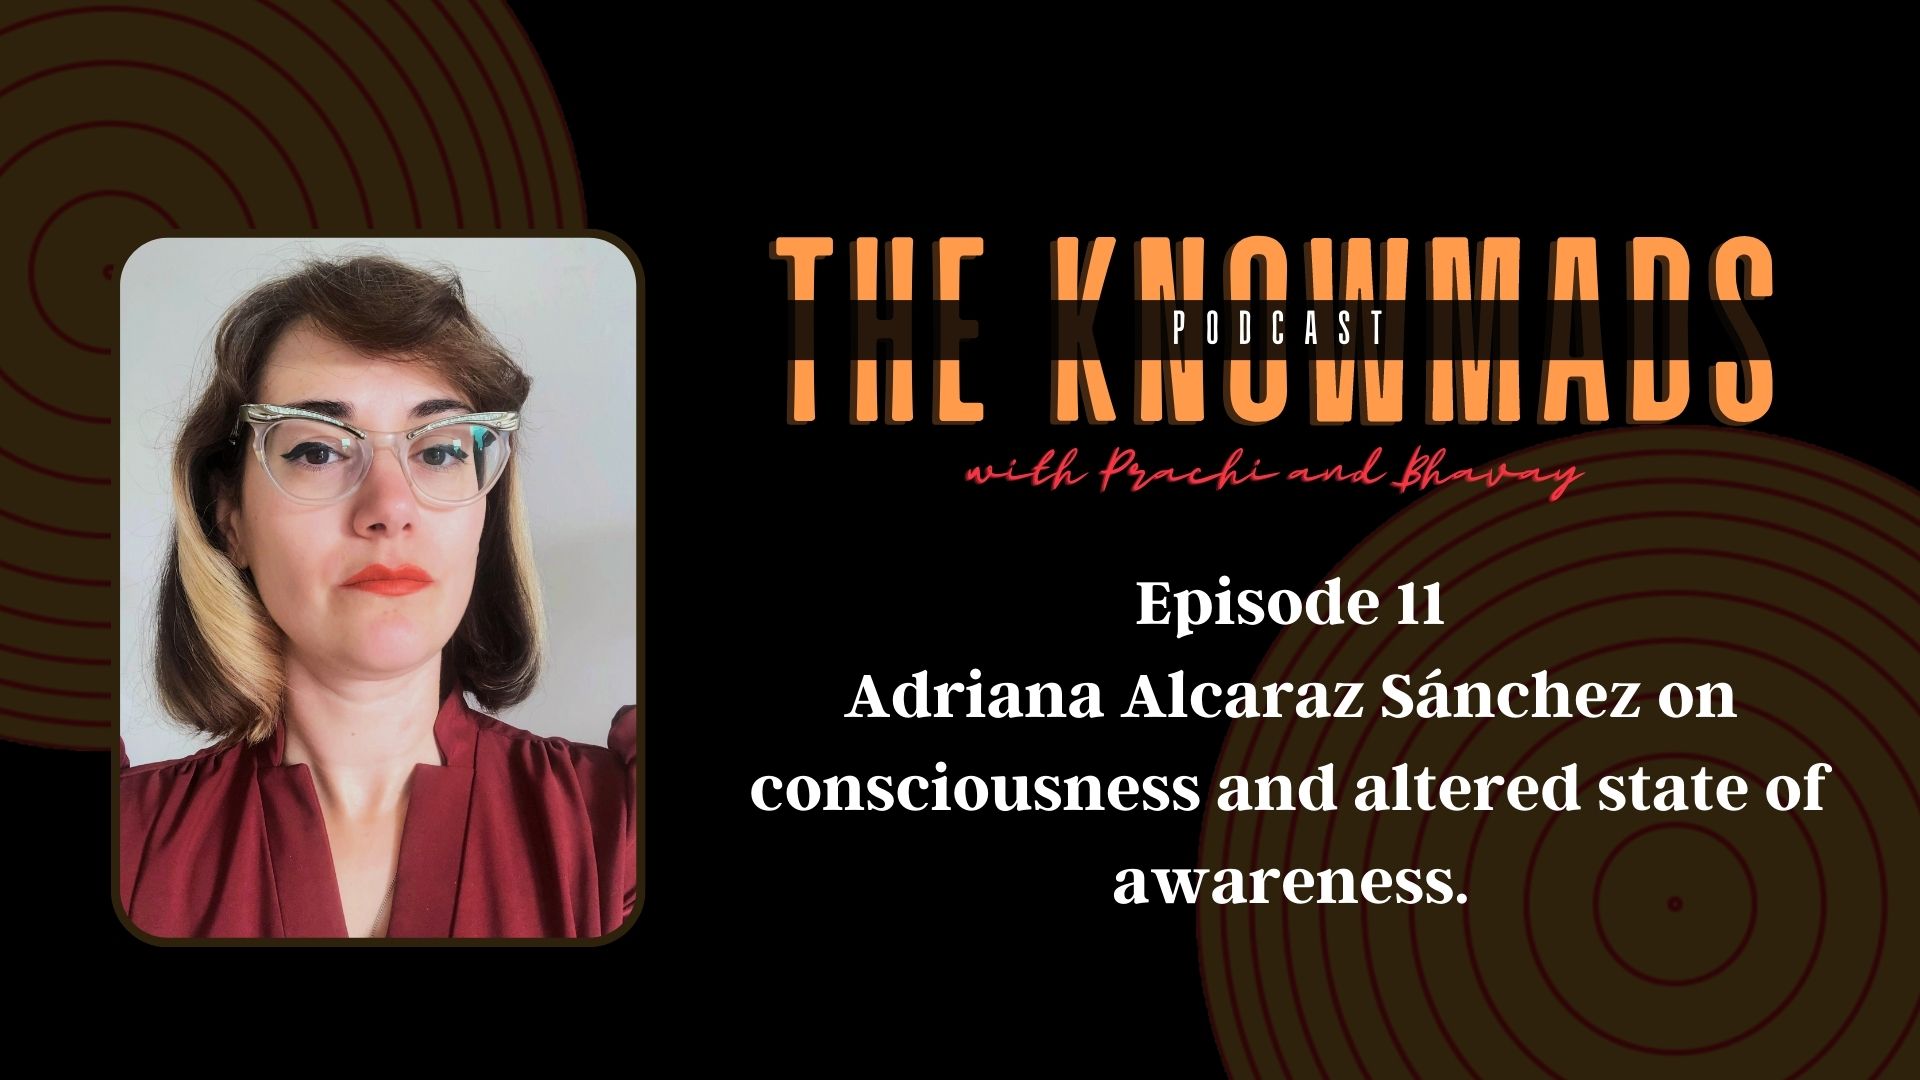 THE KNOWMADS
PODCAST
with Prachi and Bhavay
Episode 11
Adriana Alcaraz Sánchez on
consciousness and altered state of
awareness.